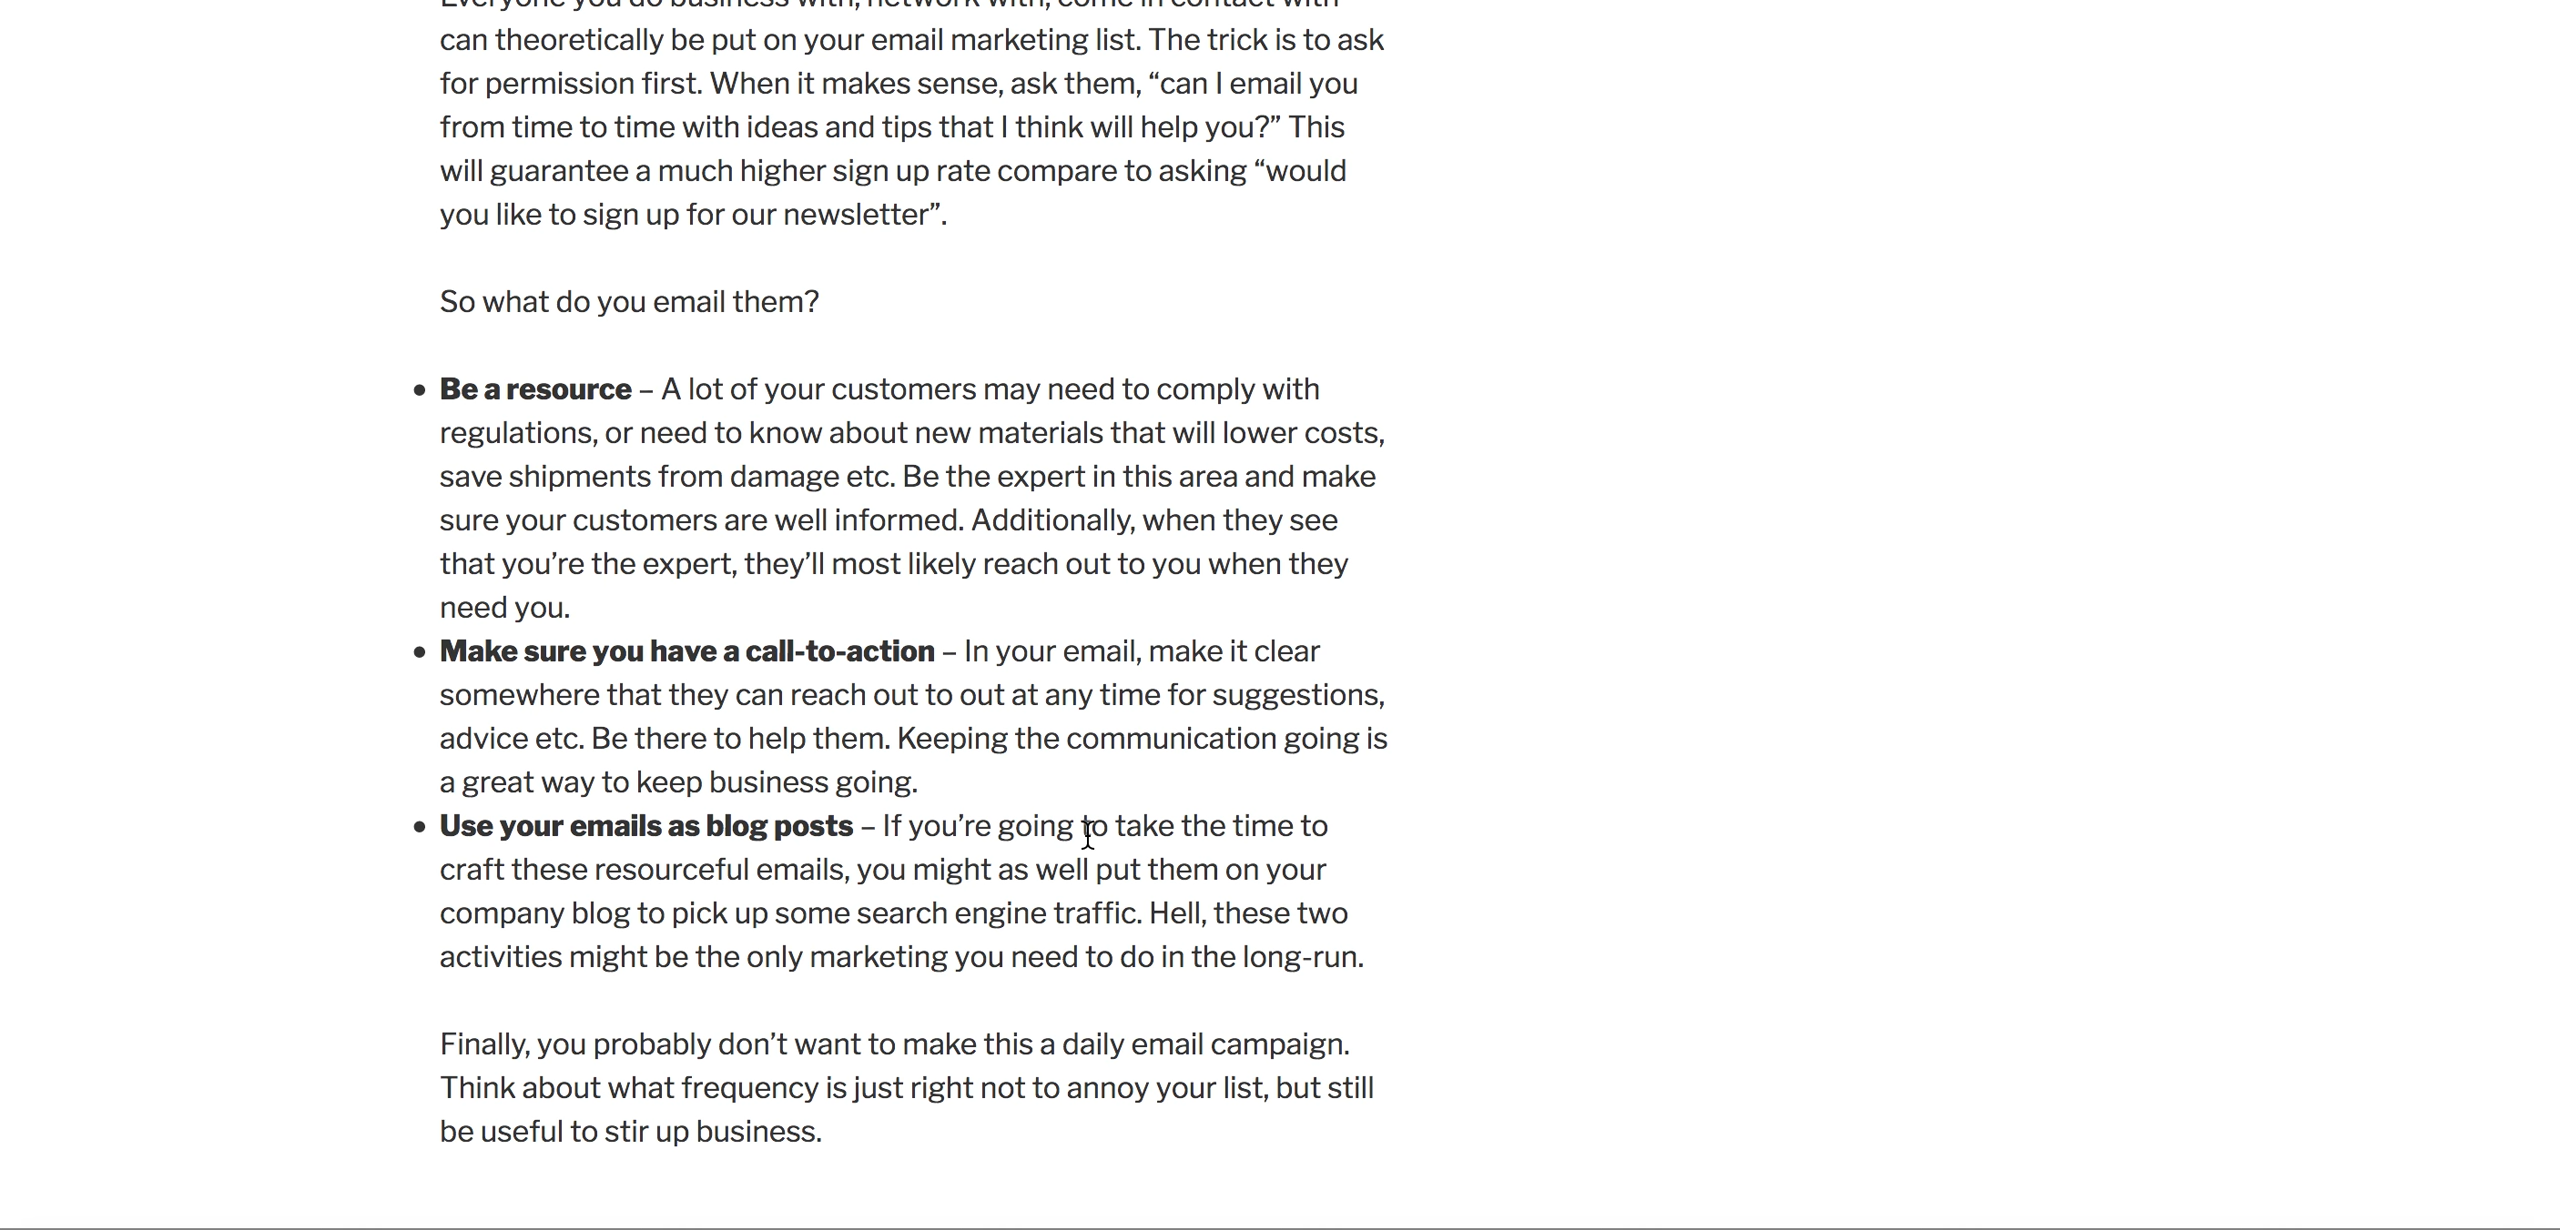 Everyone you do business with, network with, come in contact with
can theoretically be put on your email marketing list. The trick is to ask
for permission first. When it makes sense, ask them, “can I email you
from time to time with ideas and tips that I think will help you?” This
will guarantee a much higher sign up rate compare to asking “would
you like to sign up for our newsletter”.
So what do you email them?
• Be a resource – A lot of your customers may need to comply with
regulations, or need to know about new materials that will lower costs,
save shipments from damage etc. Be the expert in this area and make
sure your customers are well informed. Additionally, when they see
that you’re the expert, they’ll most likely reach out to you when they
need you.
• Make sure you have a call-to-action – In your email, make it clear
somewhere that they can reach out to out at any time for suggestions,
advice etc. Be there to help them. Keeping the communication going is
a great way to keep business going.
• Use your emails as blog posts – If you’re going to take the time to
craft these resourceful emails, you might as well put them on your
company blog to pick up some search engine traffic. Hell, these two
activities might be the only marketing you need to do in the long-run.
Finally, you probably don’t want to make this a daily email campaign.
Think about what frequency is just right not to annoy your list, but still
be useful to stir up business.